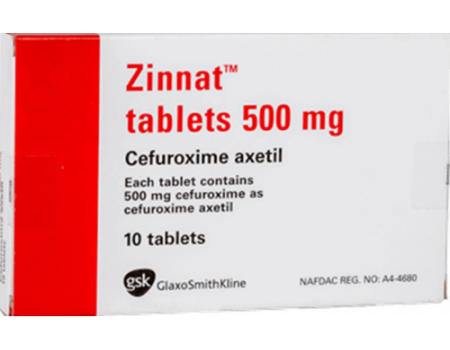 Zinnat™
tablets 500 mg
Cefuroxime axetil
Each tablet contains
500 mg cefuroxime as
cefuroxime axetil
10 tablets
gsk GlaxoSmithKline
NAFDAC REG. NO: A4-4680